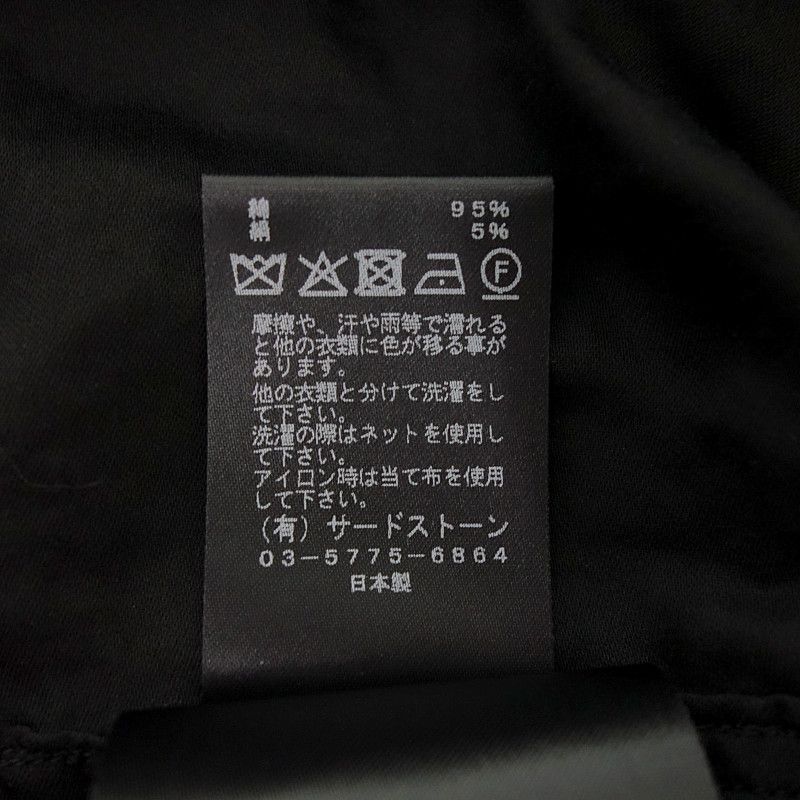 95%
絹 5%
F
摩擦や、汗や雨等で濡れる
と他の衣類に色が移る事が
あります。
他の衣類と分けて洗濯をし
て下さい。
洗濯の際はネットを使用し
て下さい。
アイロン時は当て布を使用
して下さい。
(有)サードストーン
03-5775-6864
日本製